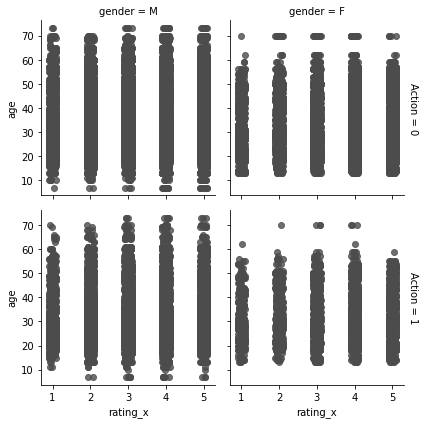 gender = M
gender = F
70
60
50
40
30
20
10
age
Action = 0
70
60
50
40
30
20
10
age
Action = 1
1 2 3 4 5
1 2 3 4 5
rating_x
rating_x